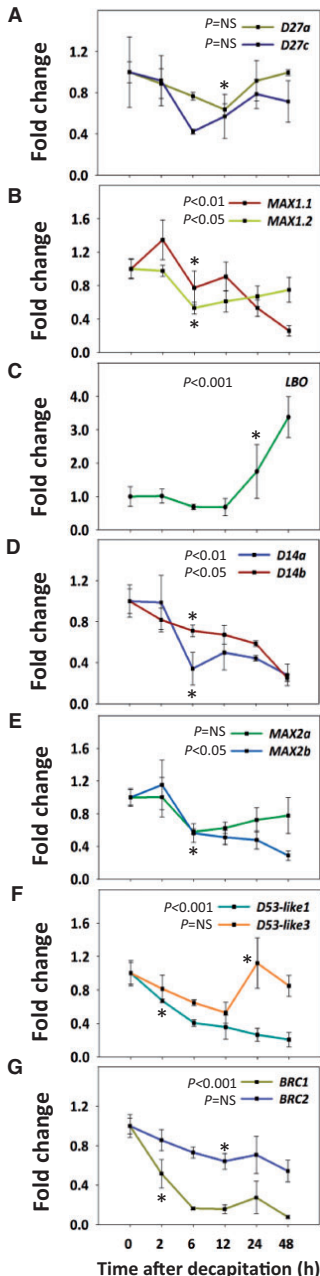 A
P=NS D27a
P=NS D27c
Fold change
1.2
0.8
0.4
0.0
B
P<0.01 MAX1.1
P<0.05 MAX1.2
Fold change
1.6
1.2
0.8
0.4
0.0
*
*
*
C
P<0.001 LBO
Fold change
4.0
3.0
2.0
1.0
0.0
*
D
P<0.01 D14a
P<0.05 D14b
Fold change
1.2
0.8
0.4
0.0
*
*
E
P=NS MAX2a
P<0.05 MAX2b
Fold change
1.6
1.2
0.8
0.4
0.0
*
F
P<0.001 D53-like1
P=NS D53-like3
Fold change
1.6
1.2
0.8
0.4
0.0
*
*
G
P<0.001 BRC1
P=NS BRC2
Fold change
1.2
0.8
0.4
0.0
*
*
0 2 6 12 24 48
Time after decapitation (h)